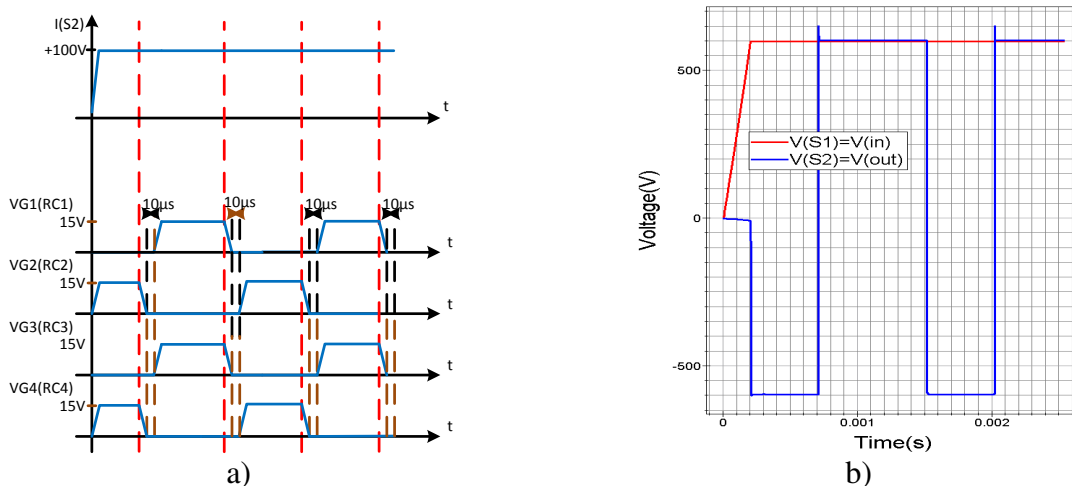 I(S2)
+100V
t
VG1(RC1)
15V
10μs
10μs
10μs
10μs
t
VG2(RC2)
15V
t
VG3(RC3)
15V
t
VG4(RC4)
15V
t
a)
500
0
-500
Voltage(V)
V(S1)=V(in)
V(S2)=V(out)
0
0.001
0.002
Time(s)
b)